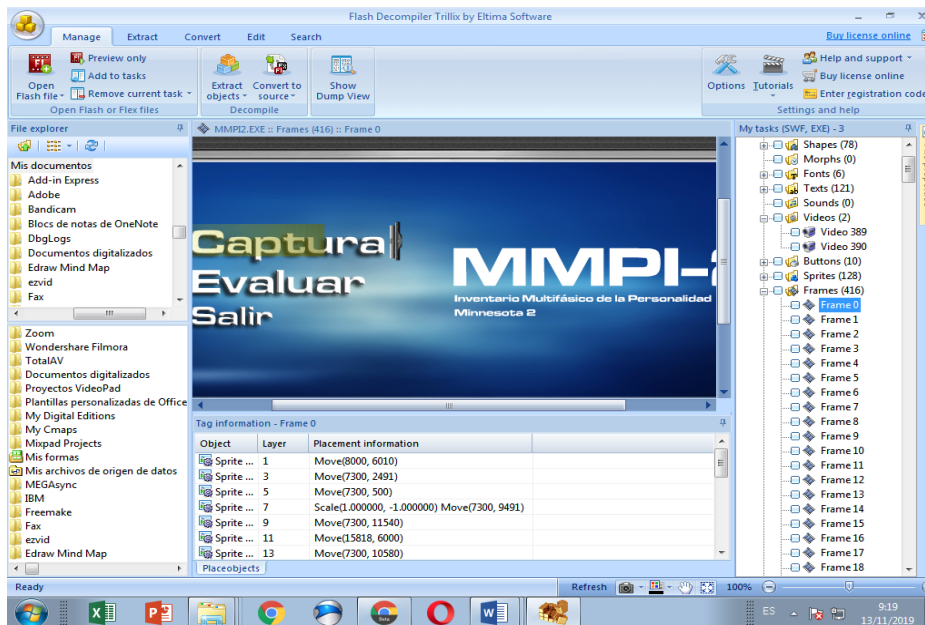 Flash Decompiler Trillix by Eltima Software
Manage Extract Convert Edit Search Buy license online
Open Flash file
Preview only
Add to tasks
Remove current task
Open Flash or Flex files
Extract objects
Convert to source
Decompile
Show Dump View
Options
Tutorials
Help and support
Buy license online
Enter registration code
Settings and help
File explorer
Mis documentos
Add-in Express
Adobe
Bandicam
Blocs de notas de OneNote
DbgLogs
Documentos digitalizados
Edraw Mind Map
ezvid
Fax
Zoom
Wondershare Filmora
TotalAV
Documentos digitalizados
Proyectos VideoPad
Plantillas personalizadas de Office
My Digital Editions
My Cmaps
Mixpad Projects
Mis formas
Mis archivos de origen de datos
MEGAsync
IBM
Freemake
Fax
ezvid
Edraw Mind Map
MMPI2.EXE :: Frames (416) :: Frame 0
Captura
Evaluar
Salir
MMPI-2
Inventario Multifásico de la Personalidad
Minnesota 2
Tag information - Frame 0
Object Layer Placement information
Sprite ... 1 Move(8000, 6010)
Sprite ... 3 Move(7300, 2491)
Sprite ... 5 Move(7300, 500)
Sprite ... 7 Scale(1.000000, -1.000000) Move(7300, 9491)
Sprite ... 9 Move(7300, 11540)
Sprite ... 11 Move(15818, 6000)
Sprite ... 13 Move(7300, 10580)
Placeobjects
My tasks (SWF, EXE) - 3
Shapes (78)
Morphs (0)
Fonts (6)
Texts (121)
Sounds (0)
Videos (2)
Video 389
Video 390
Buttons (10)
Sprites (128)
Frames (416)
Frame 0
Frame 1
Frame 2
Frame 3
Frame 4
Frame 5
Frame 6
Frame 7
Frame 8
Frame 9
Frame 10
Frame 11
Frame 12
Frame 13
Frame 14
Frame 15
Frame 16
Frame 17
Frame 18
Ready Refresh 100%
ES 9:19
13/11/2019